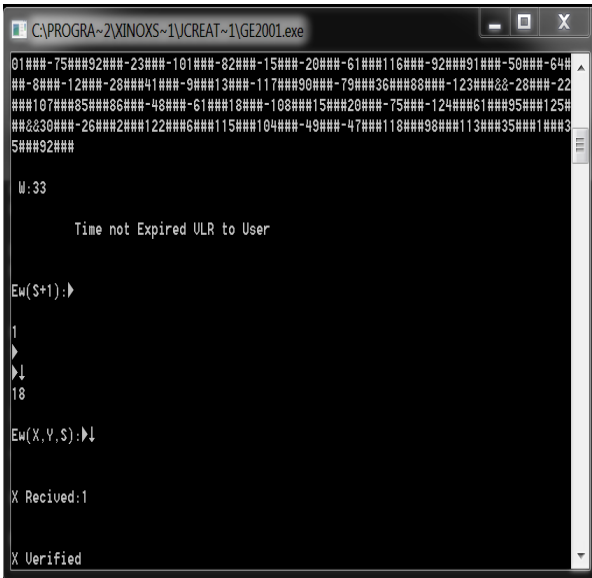 C:\PROGRA~2\XINOXS~1\JCREAT~1\GE2001.exe
01###-75###92###-23###-101###-82###-15###-20###-61###116###-92###91###-50###-64#
##-8###-12###-28###41###-9###13###-117###90###-79###36###88###-123###&&-28###-22
###107###85###86###-48###-61###18###-108###15###20###-75###-124###61###95###125#
##&&30###-26###2###122###6###115###104###-49###-47###118###98###113###35###1###3
5###92###
W:33
Time not Expired VLR to User
Ew(S+1):►
1
►
►↓
18
Ew(X,Y,S):►↓
X Recived:1
X Verified